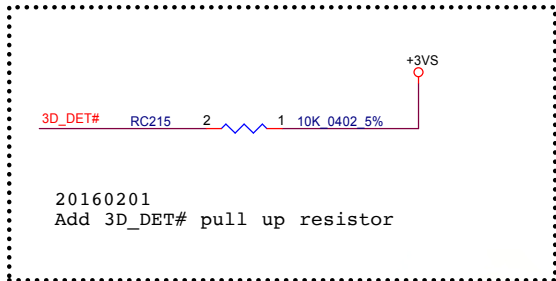 +3VS
3D_DET# RC215 2 1 10K_0402_5%
20160201
Add 3D_DET# pull up resistor